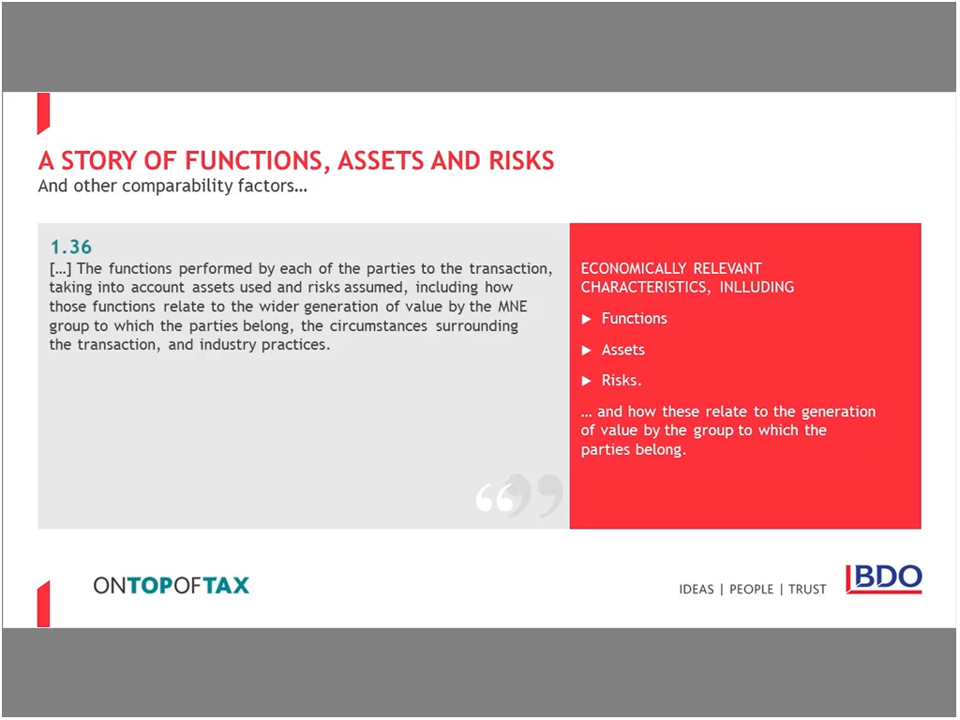 A STORY OF FUNCTIONS, ASSETS AND RISKS
And other comparability factors...
1.36
[...] The functions performed by each of the parties to the transaction,
taking into account assets used and risks assumed, including how
those functions relate to the wider generation of value by the MNE
group to which the parties belong, the circumstances surrounding
the transaction, and industry practices.
ECONOMICALLY RELEVANT
CHARACTERISTICS, INLLUDING
► Functions
► Assets
► Risks.
... and how these relate to the generation
of value by the group to which the
parties belong.
ONTOPOFTAX
IDEAS | PEOPLE | TRUST
BDO